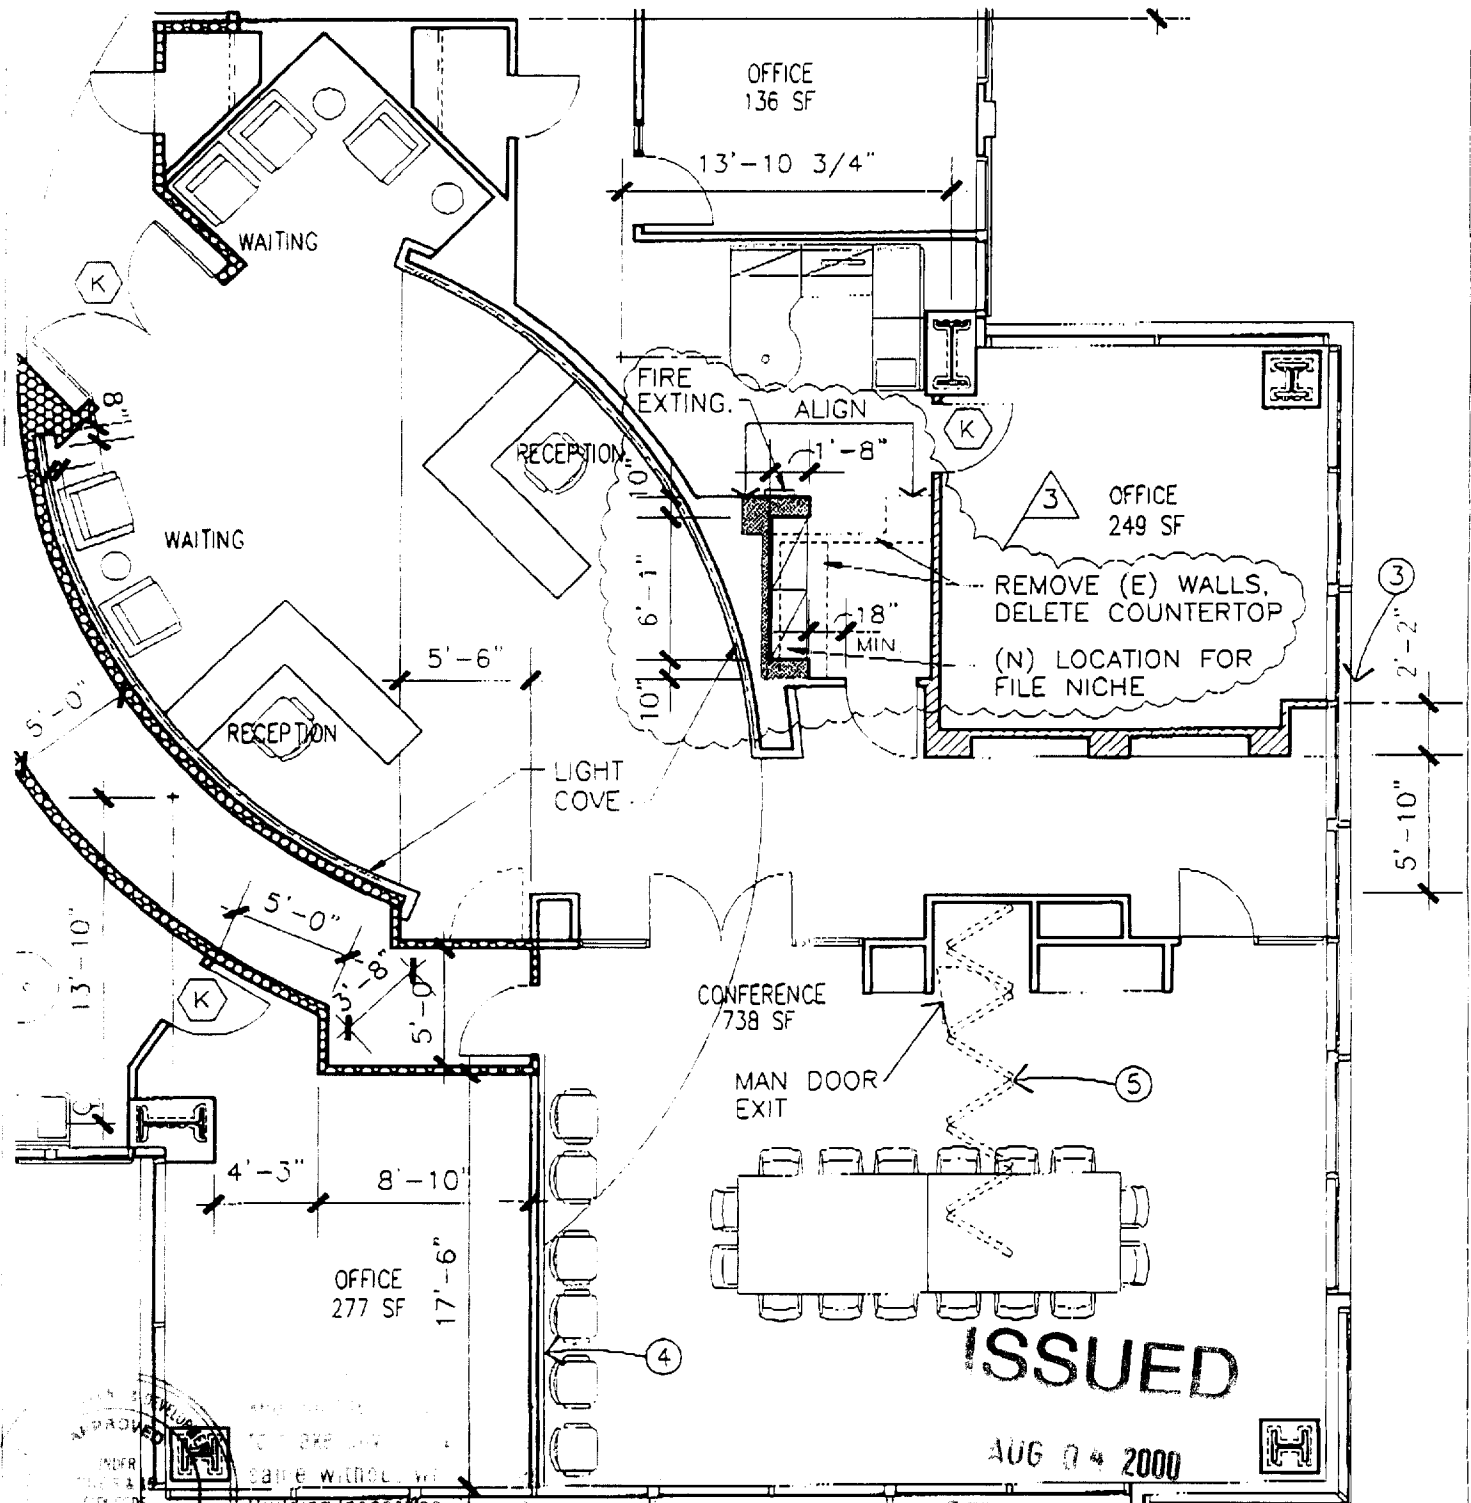 OFFICE
136 SF
13'-10 3/4"
WAITING
K
FIRE
EXTING.
ALIGN
K
8"
1'-8"
RECEPTION
3
OFFICE
249 SF
WAITING
6'-1"
REMOVE (E) WALLS,
DELETE COUNTERTOP
3
18"
MIN
(N) LOCATION FOR
FILE NICHE
2'-2"
5'-6"
10"
5'-0"
RECEPTION
LIGHT
COVE
5'-10"
5'-0"
13'-10"
3'-8"
5'-0"
K
CONFERENCE
738 SF
MAN DOOR
EXIT
5
4'-3"
8'-10"
17'-6"
OFFICE
277 SF
4
ISSUED
APPROVED
AUG 04 2000